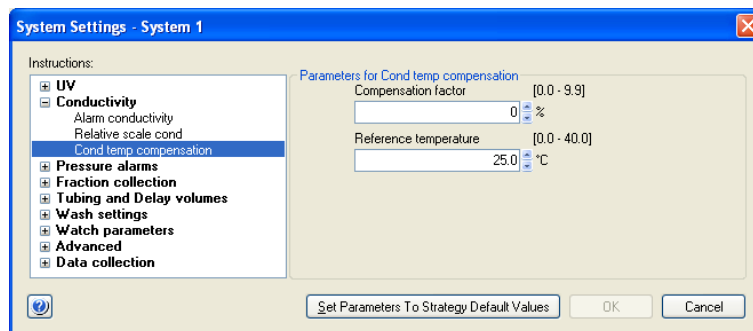 System Settings - System 1
Instructions:
UV
Conductivity
Alarm conductivity
Relative scale cond
Cond temp compensation
Pressure alarms
Fraction collection
Tubing and Delay volumes
Wash settings
Watch parameters
Advanced
Data collection
Parameters for Cond temp compensation
Compensation factor [0.0 - 9.9]
0 %
Reference temperature [0.0 - 40.0]
25.0 °C
Set Parameters To Strategy Default Values OK Cancel